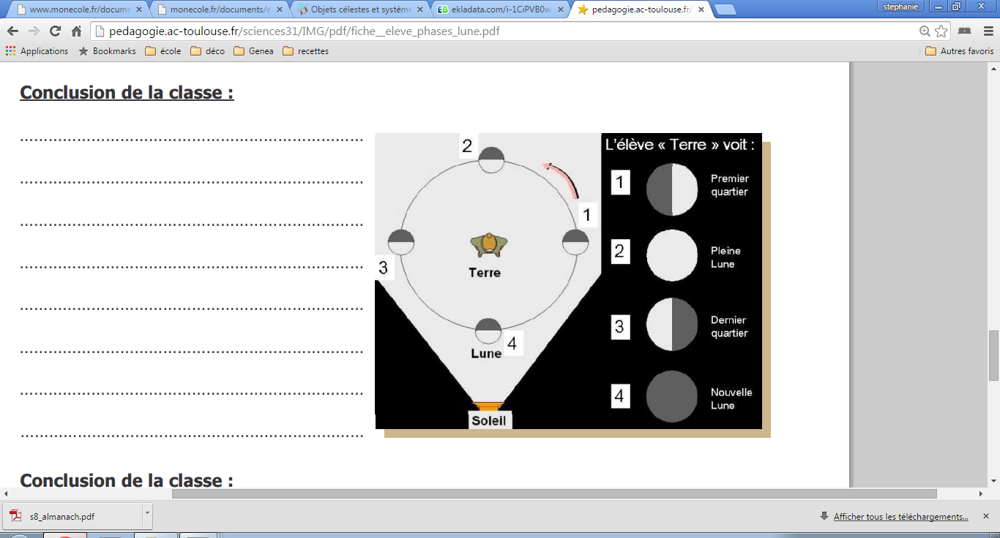 www.monecole.fr/docume
monecole.fr/documents/e
Objets célestes et système
EB ekladata.com/i-1CiPVB0w
pedagogie.ac-toulouse.fr/
stephanie
pedagogie.ac-toulouse.fr/sciences31/IMG/pdf/fiche__eleve_phases_lune.pdf
Applications
Bookmarks
école
déco
Genea
recettes
Autres favoris
Conclusion de la classe :
2
1
3
Terre
4
Lune
Soleil
L'élève « Terre » voit :
1
Premier
quartier
2
Pleine
Lune
3
Dernier
quartier
4
Nouvelle
Lune
Conclusion de la classe :
s8_almanach.pdf
Afficher tous les téléchargements...